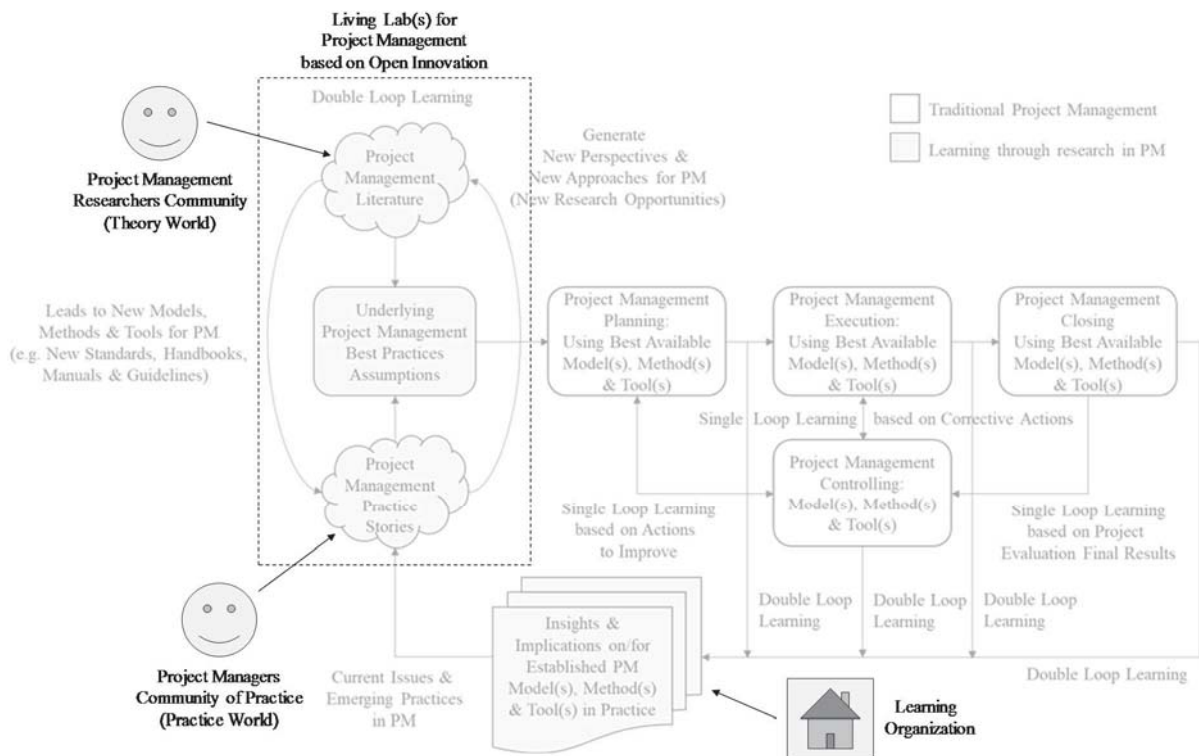 Living Lab(s) for
Project Management
based on Open Innovation
Double Loop Learning
Project
Management
Literature
Generate
New Perspectives &
New Approaches for PM
(New Research Opportunities)
Traditional Project Management
Learning through research in PM
Project Management
Researchers Community
(Theory World)
Leads to New Models,
Methods & Tools for PM
(e.g. New Standards, Handbooks,
Manuals & Guidelines)
Underlying
Project Management
Best Practices
Assumptions
Project Management
Planning:
Using Best Available
Model(s), Method(s)
& Tool(s)
Project Management
Execution:
Using Best Available
Model(s), Method(s)
& Tool(s)
Project Management
Closing
Using Best Available
Model(s), Method(s)
& Tool(s)
Single Loop Learning based on Corrective Actions
Project
Management
Practice
Stories
Project Management
Controlling:
Model(s), Method(s)
& Tool(s)
Single Loop Learning
based on Actions
to Improve
Single Loop Learning
based on Project
Evaluation Final Results
Double Loop
Learning
Double Loop
Learning
Double Loop
Learning
Double Loop Learning
Project Managers
Community of Practice
(Practice World)
Current Issues &
Emerging Practices
in PM
Insights &
Implications on/for
Established PM
Model(s), Method(s)
& Tool(s) in Practice
Learning
Organization